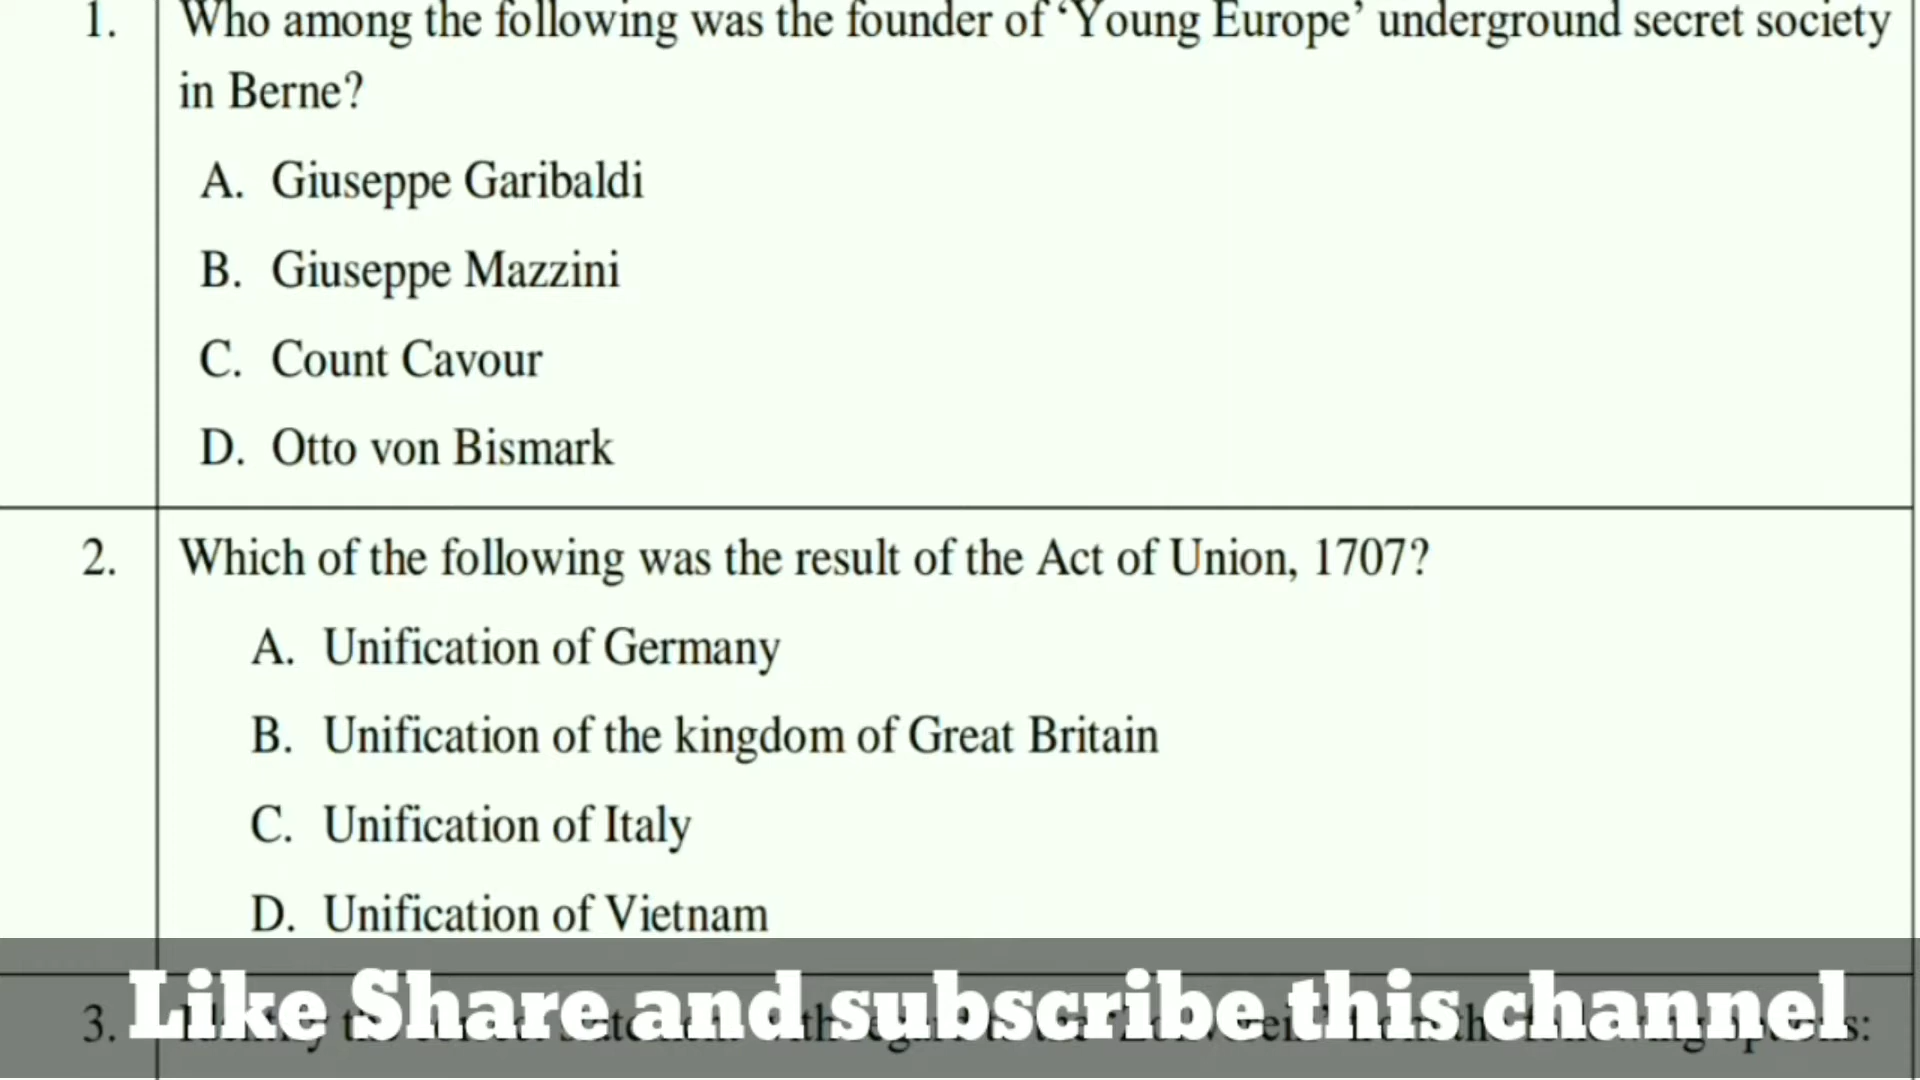 1. Who among the following was the founder of ‘Young Europe’ underground secret society
in Berne?
A. Giuseppe Garibaldi
B. Giuseppe Mazzini
C. Count Cavour
D. Otto von Bismark
2. Which of the following was the result of the Act of Union, 1707?
A. Unification of Germany
B. Unification of the kingdom of Great Britain
C. Unification of Italy
D. Unification of Vietnam
Like Share and subscribe this channel
3.